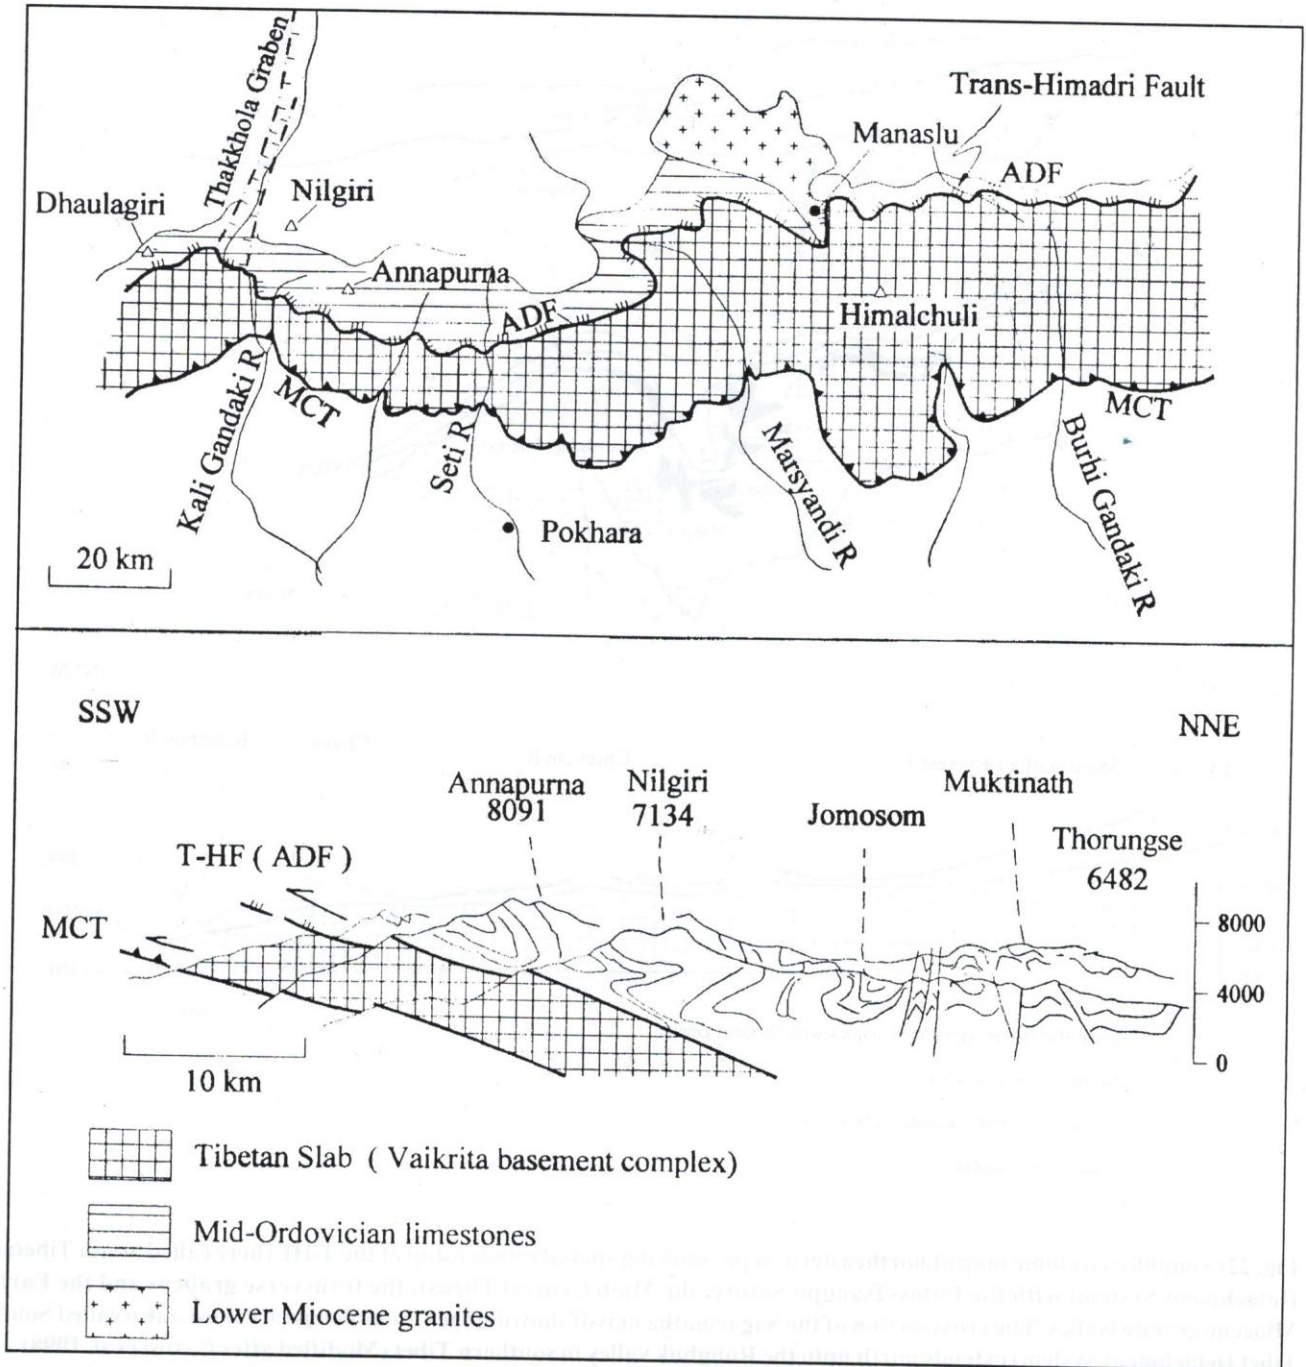 Thakkhola Graben
Trans-Himadri Fault
Manaslu
ADF
Dhaulagiri
Nilgiri
Annapurna
ADF
Himalchuli
MCT
MCT
Kali Gandaki R
Seti R
Marsyandi R
Burhi Gandaki R
Pokhara
20 km
SSW
NNE
Annapurna
8091
Nilgiri
7134
Jomosom
Muktinath
Thorungse
6482
T-HF ( ADF )
MCT
8000
4000
0
10 km
Tibetan Slab ( Vaikrita basement complex)
Mid-Ordovician limestones
Lower Miocene granites